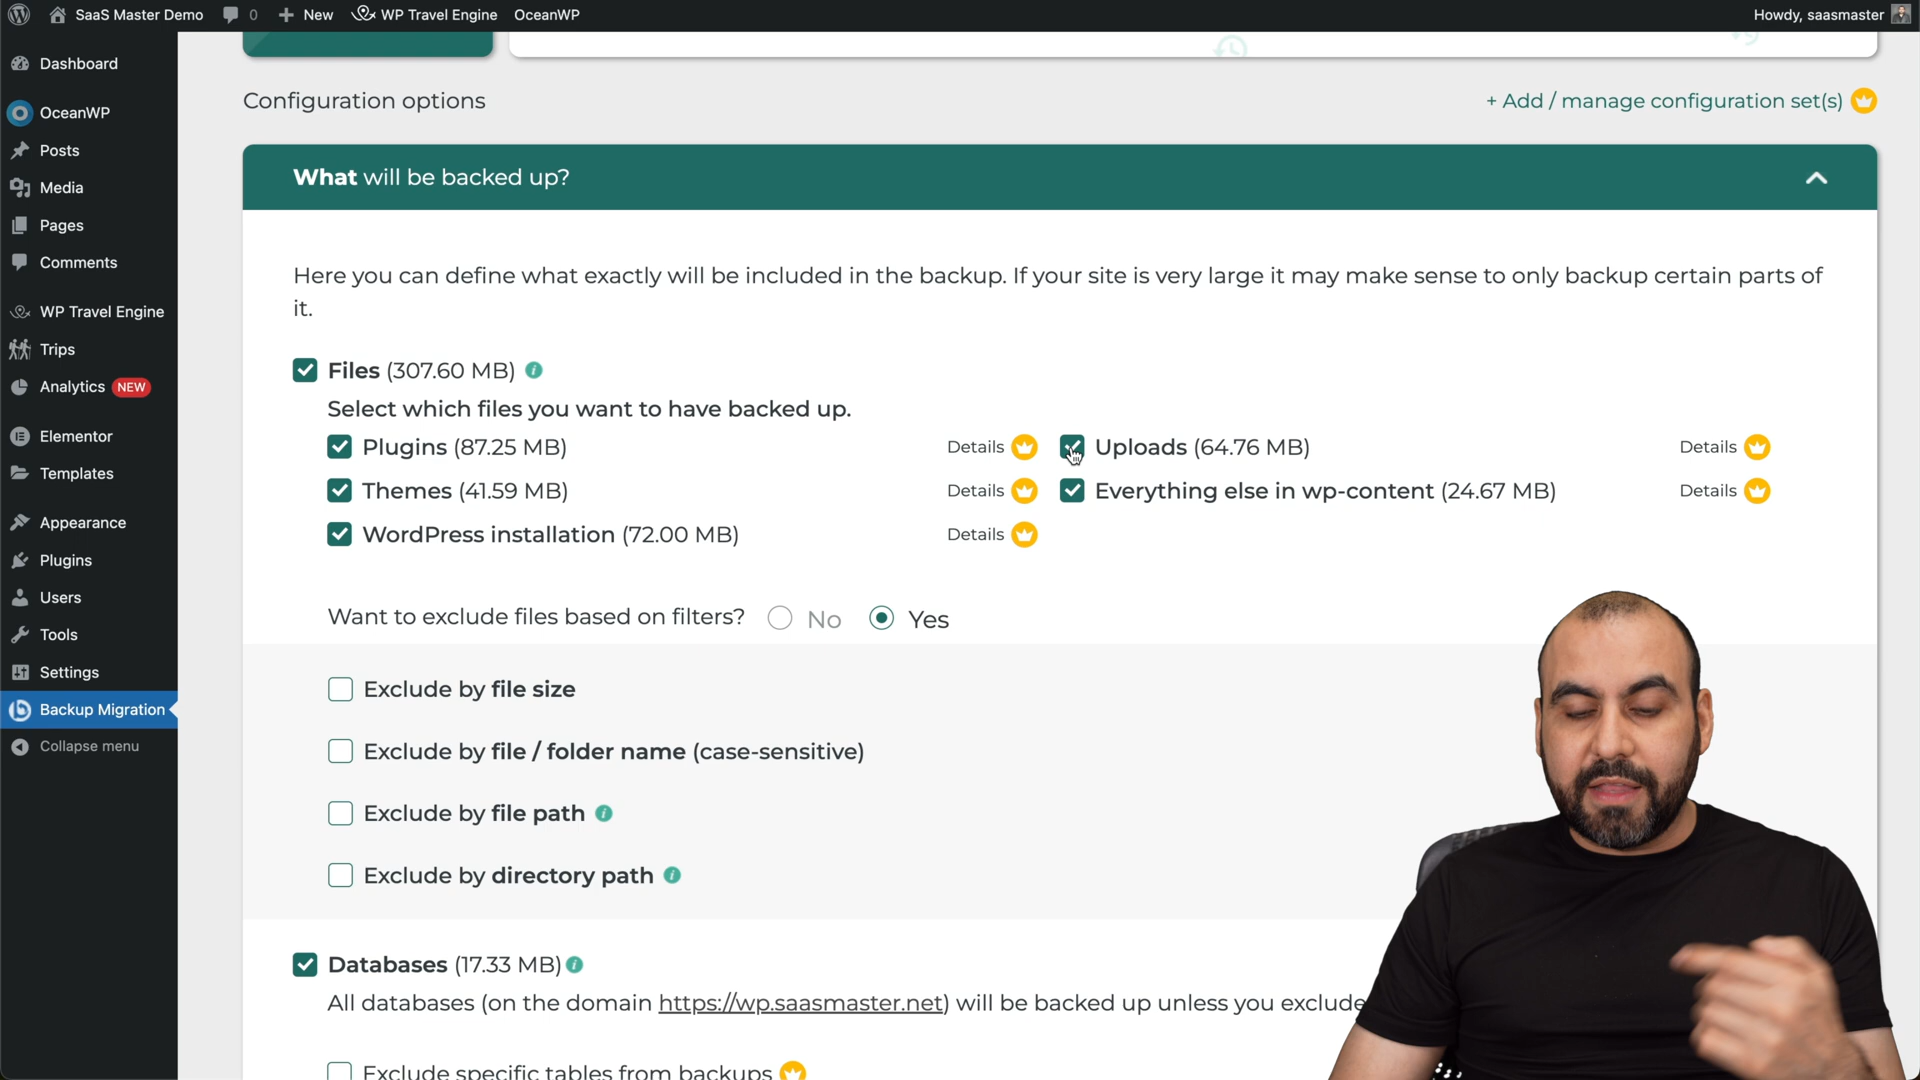 SaaS Master Demo 0 New WP Travel Engine OceanWP Howdy, saasmaster
Dashboard
OceanWP
Posts
Media
Pages
Comments
WP Travel Engine
Trips
Analytics NEW
Elementor
Templates
Appearance
Plugins
Users
Tools
Settings
Backup Migration
Collapse menu
Configuration options + Add / manage configuration set(s)
What will be backed up?
Here you can define what exactly will be included in the backup. If your site is very large it may make sense to only backup certain parts of
it.
Files (307.60 MB)
Select which files you want to have backed up.
Plugins (87.25 MB) Details Uploads (64.76 MB) Details
Themes (41.59 MB) Details Everything else in wp-content (24.67 MB) Details
WordPress installation (72.00 MB) Details
Want to exclude files based on filters? No Yes
Exclude by file size
Exclude by file / folder name (case-sensitive)
Exclude by file path
Exclude by directory path
Databases (17.33 MB)
All databases (on the domain https://wp.saasmaster.net) will be backed up unless you exclude
Exclude specific tables from backups